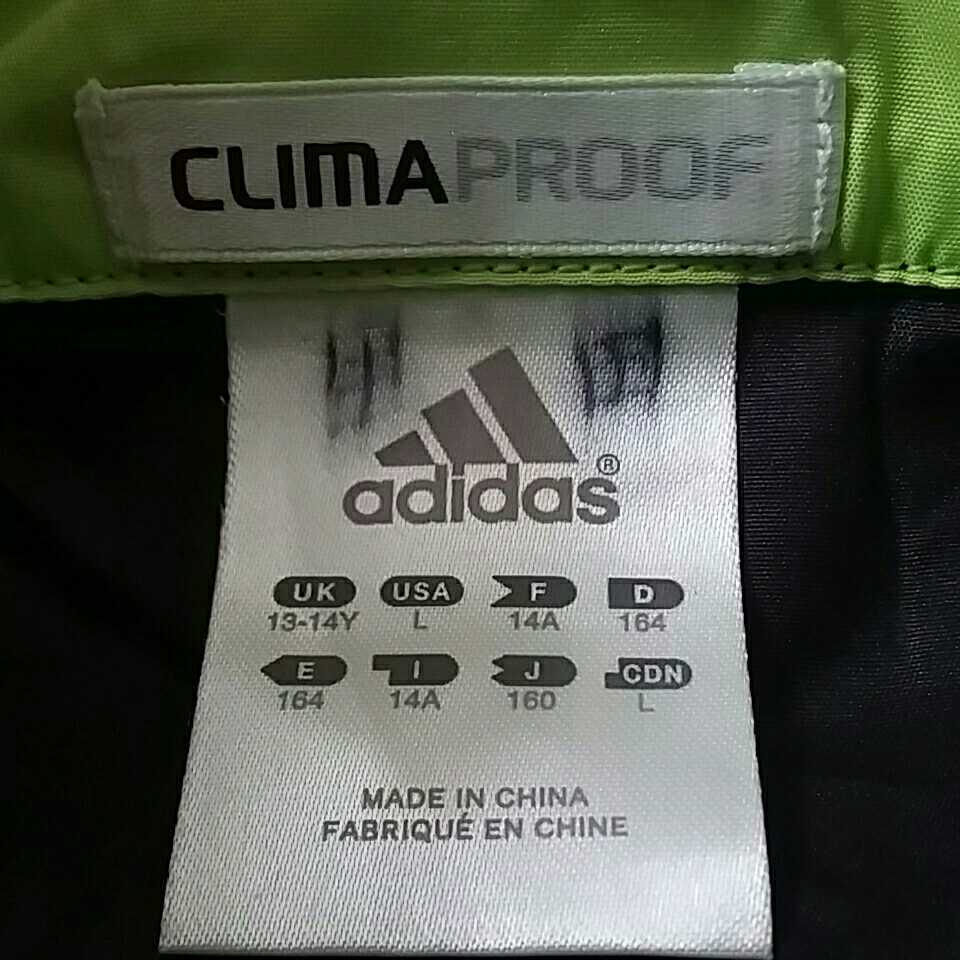 CLIMAPROOF
adidas®
UK USA F D
13-14Y L 14A 164
E I J CDN
164 14A 160 L
MADE IN CHINA
FABRIQUÉ EN CHINE